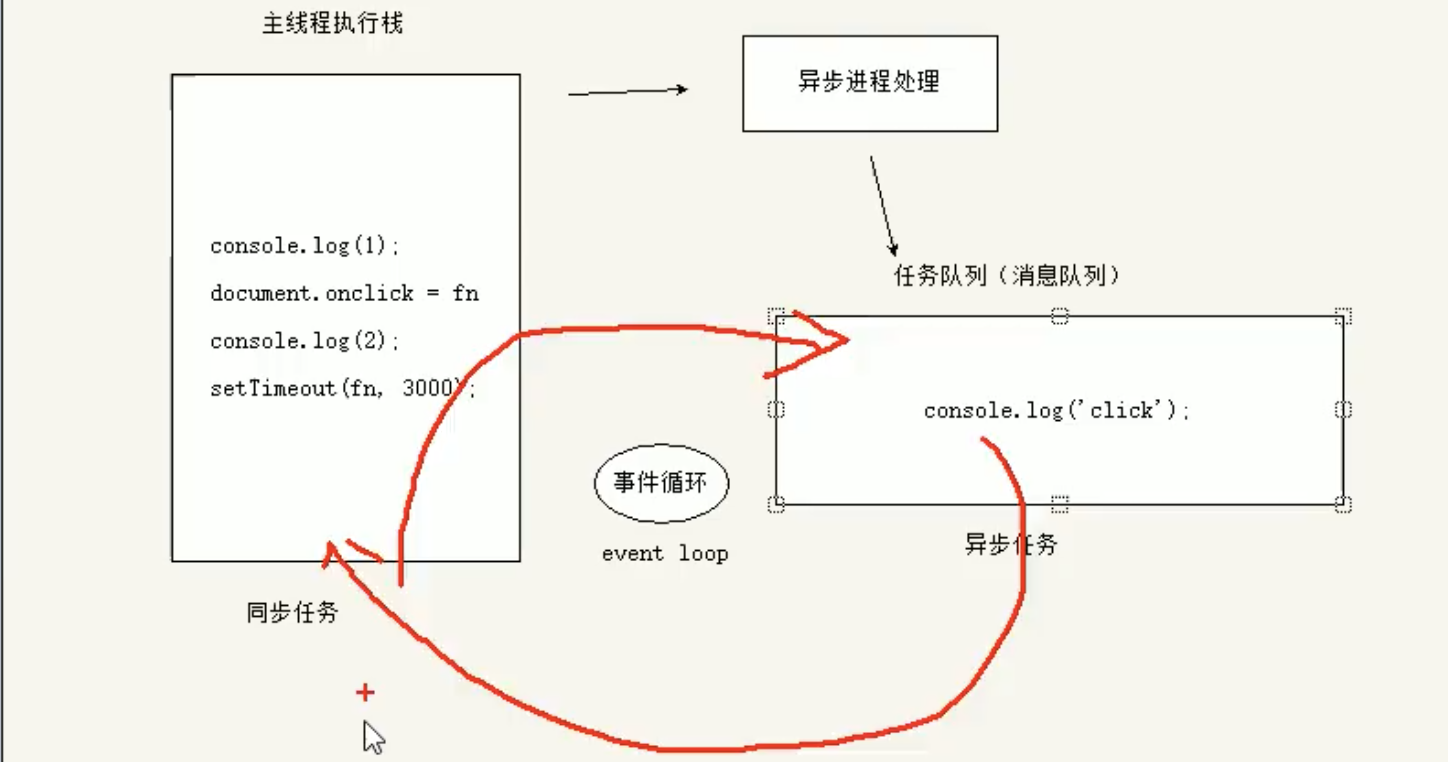 主线程执行栈
异步进程处理
console.log(1);
document.onclick = fn
console.log(2);
setTimeout(fn, 3000);
任务队列（消息队列）
console.log('click');
事件循环
event loop
异步任务
同步任务